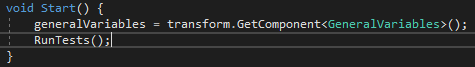 void Start() {
generalVariables = transform.GetComponent<GeneralVariables>();
RunTests();
}